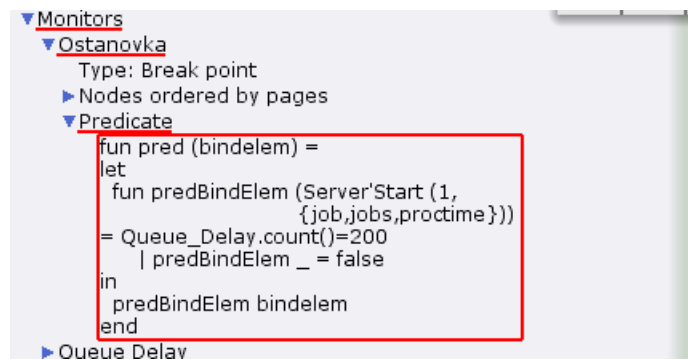 Monitors
Ostanovka
Type: Break point
Nodes ordered by pages
Predicate
fun pred (bindelem) =
let
fun predBindElem (Server'Start (1,
{job,jobs,proctime}))
= Queue_Delay.count()=200
| predBindElem _ = false
in
predBindElem bindelem
end
Queue Delay